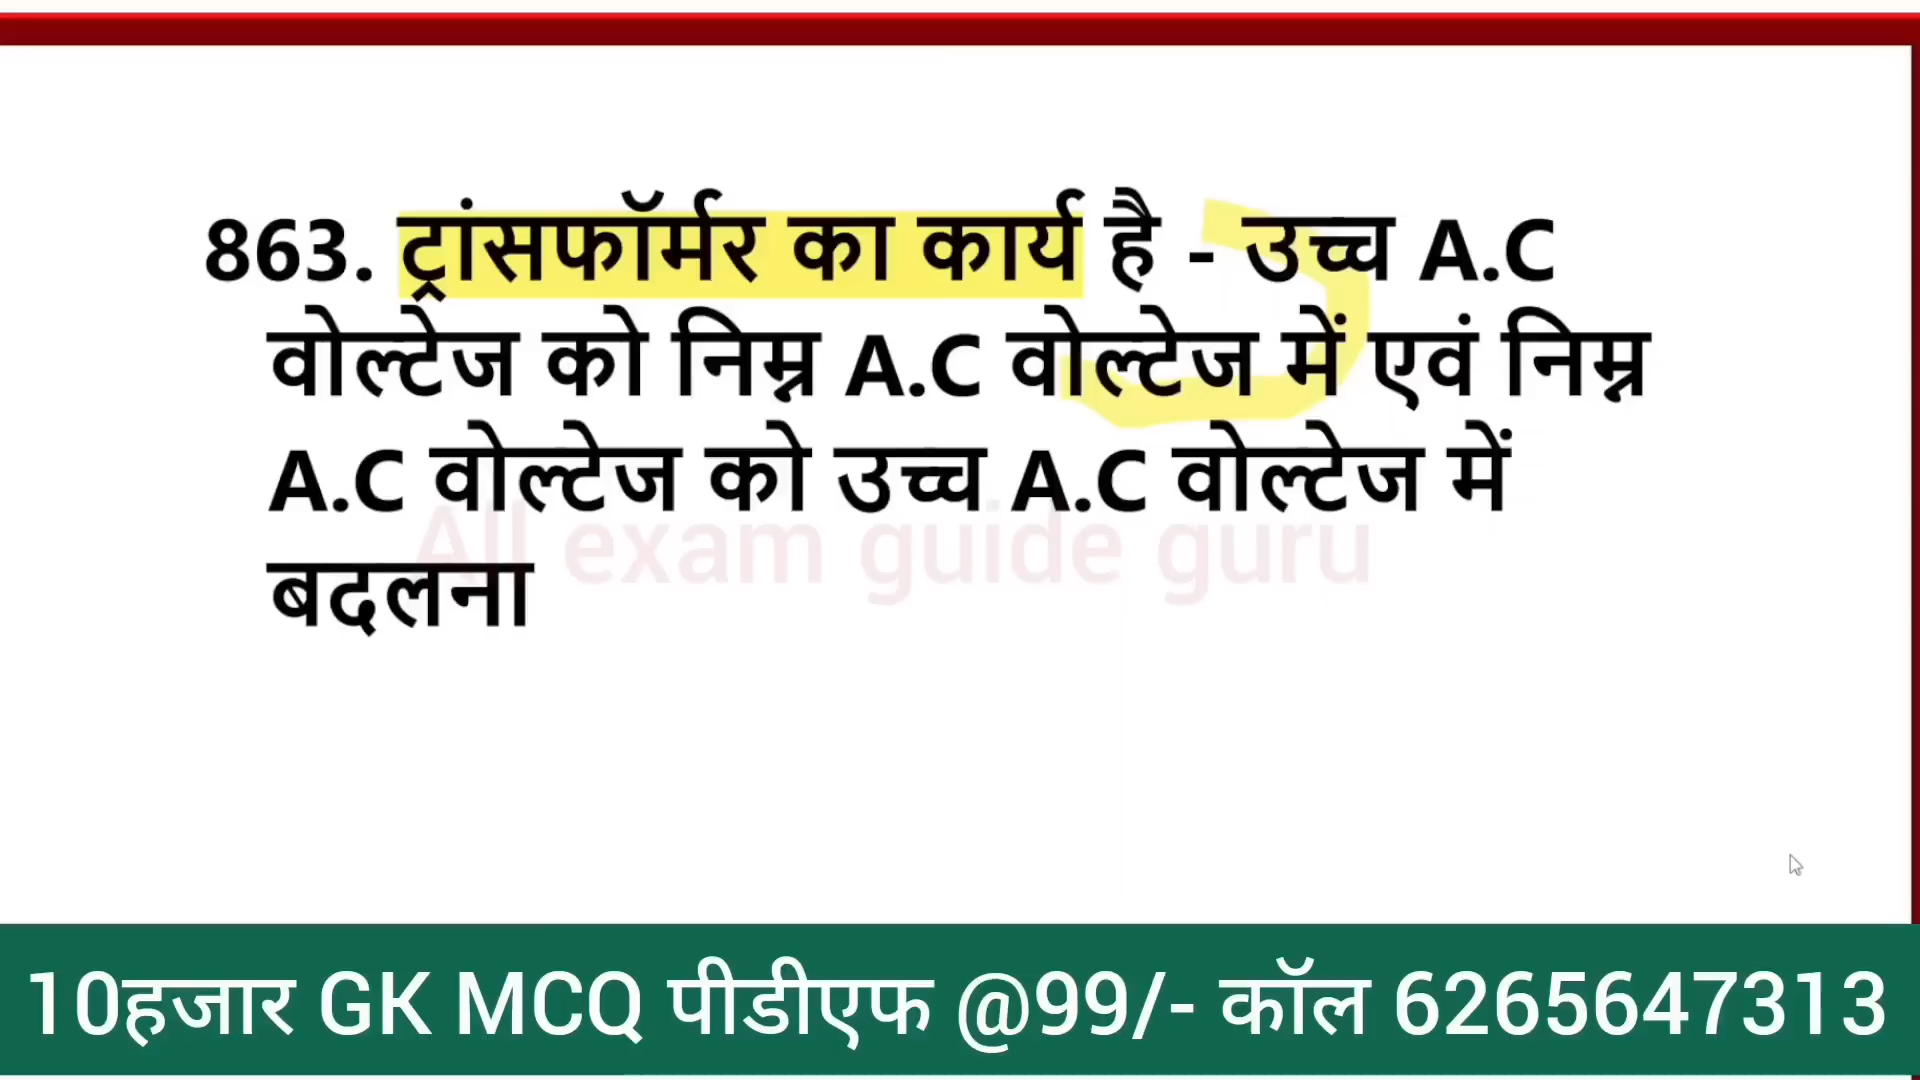 863. ट्रांसफॉर्मर का कार्य है - उच्च A.C
वोल्टेज को निम्न A.C वोल्टेज में एवं निम्न
A.C वोल्टेज को उच्च A.C वोल्टेज में
All exam guide guru
बदलना
10हजार GK MCQ पीडीएफ @99/- कॉल 6265647313